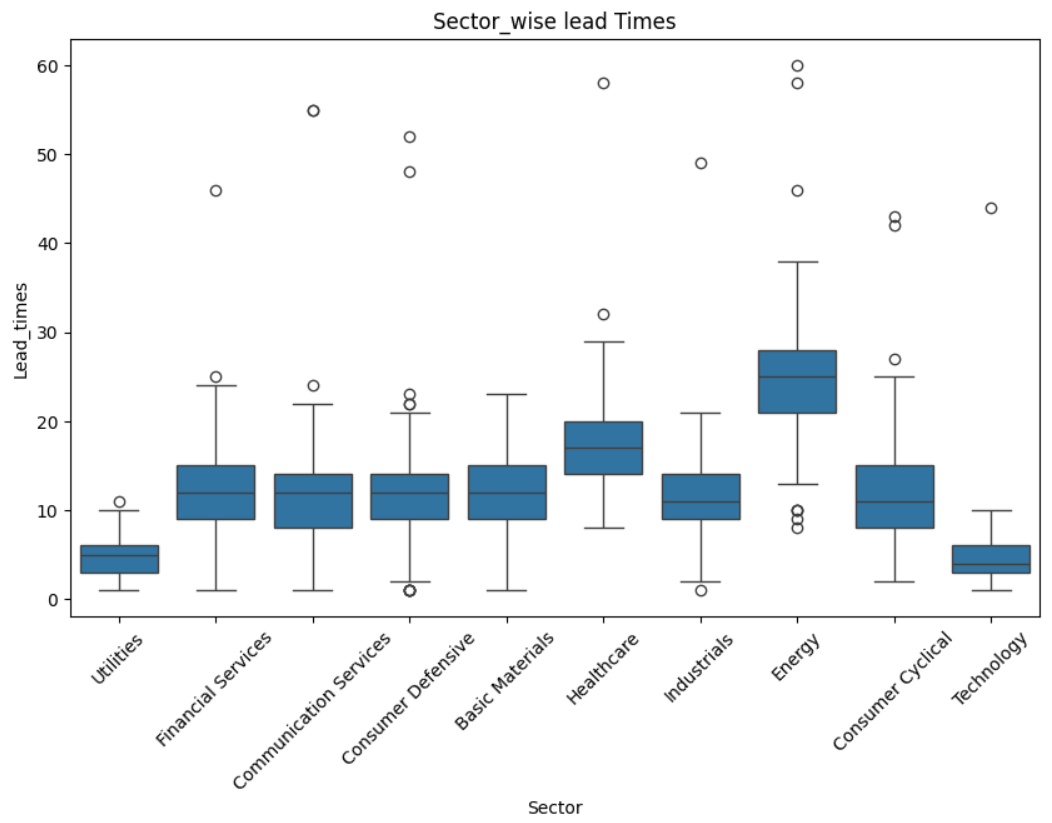 Sector_wise lead Times
Lead_times
60
50
40
30
20
10
0
Utilities
Financial Services
Communication Services
Consumer Defensive
Basic Materials
Healthcare
Industrials
Energy
Consumer Cyclical
Technology
Sector